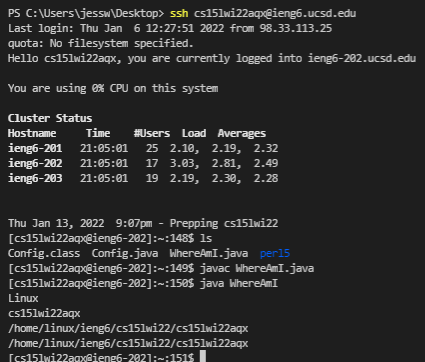 PS C:\Users\jessw\Desktop> ssh cs15lwi22aqx@ieng6.ucsd.edu
Last login: Thu Jan  6 12:27:51 2022 from 98.33.113.25
quota: No filesystem specified.
Hello cs15lwi22aqx, you are currently logged into ieng6-202.ucsd.edu
You are using 0% CPU on this system
Cluster Status
Hostname     Time    #Users  Load  Averages
ieng6-201   21:05:01   25  2.10,  2.19,  2.32
ieng6-202   21:05:01   17  3.03,  2.81,  2.49
ieng6-203   21:05:01   19  2.19,  2.30,  2.28
Thu Jan 13, 2022  9:07pm - Prepping cs15lwi22
[cs15lwi22aqx@ieng6-202]:~:148$ ls
Config.class  Config.java  WhereAmI.java  perl5
[cs15lwi22aqx@ieng6-202]:~:149$ javac WhereAmI.java
[cs15lwi22aqx@ieng6-202]:~:150$ java WhereAmI
Linux
cs15lwi22aqx
/home/linux/ieng6/cs15lwi22/cs15lwi22aqx
/home/linux/ieng6/cs15lwi22/cs15lwi22aqx
[cs15lwi22aqx@ieng6-202]:~:151$